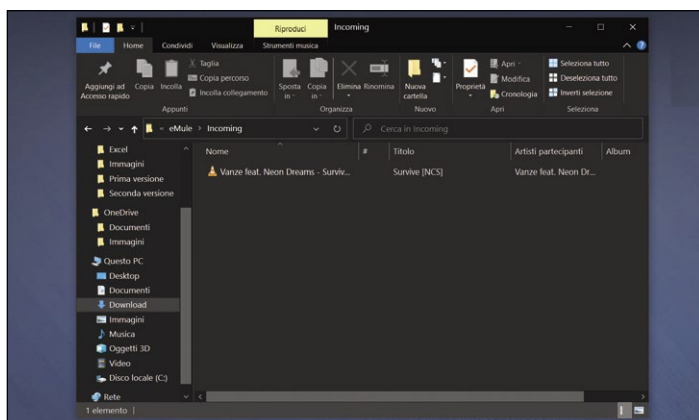 Riproduci Incoming
File Home Condividi Visualizza Strumenti musica
Aggiungi ad
Accesso rapido
Copia
Incolla
Taglia
Copia percorso
Incolla collegamento
Appunti
Sposta
in
Copia
in
Elimina
Rinomina
Organizza
Nuova
cartella
Nuovo
Proprietà
Apri
Modifica
Cronologia
Apri
Seleziona tutto
Deseleziona tutto
Inverti selezione
Seleziona
« eMule > Incoming
Cerca in Incoming
Nome # Titolo Artisti partecipanti Album
Vanze feat. Neon Dreams - Surviv... Survive [NCS] Vanze feat. Neon Dr...
Excel
Immagini
Prima versione
Seconda versione
OneDrive
Documenti
Immagini
Questo PC
Desktop
Documenti
Download
Immagini
Musica
Oggetti 3D
Video
Disco locale (C:)
Rete
1 elemento